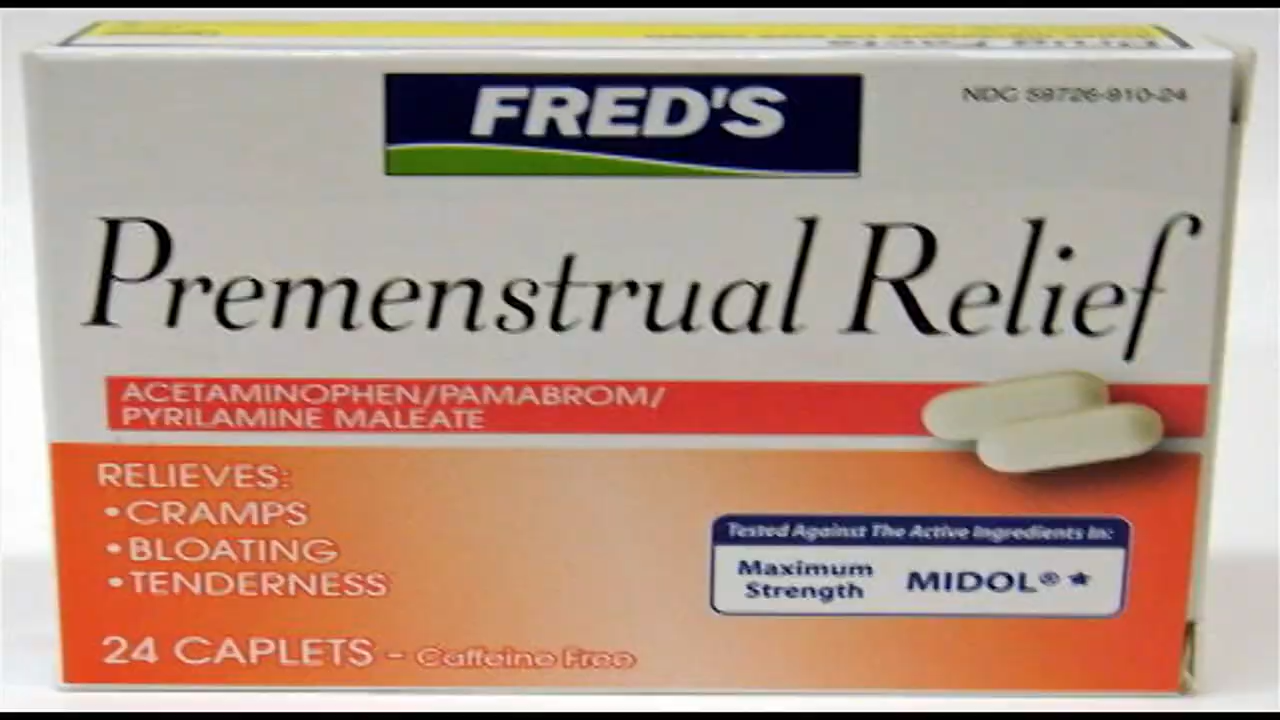 FRED'S
NDC 59726-910-24
Premenstrual Relief
ACETAMINOPHEN/PAMABROM/
PYRILAMINE MALEATE
RELIEVES:
•CRAMPS
•BLOATING
•TENDERNESS
Tested Against The Active Ingredients In:
Maximum
Strength
MIDOL®★
24 CAPLETS - Caffeine Free